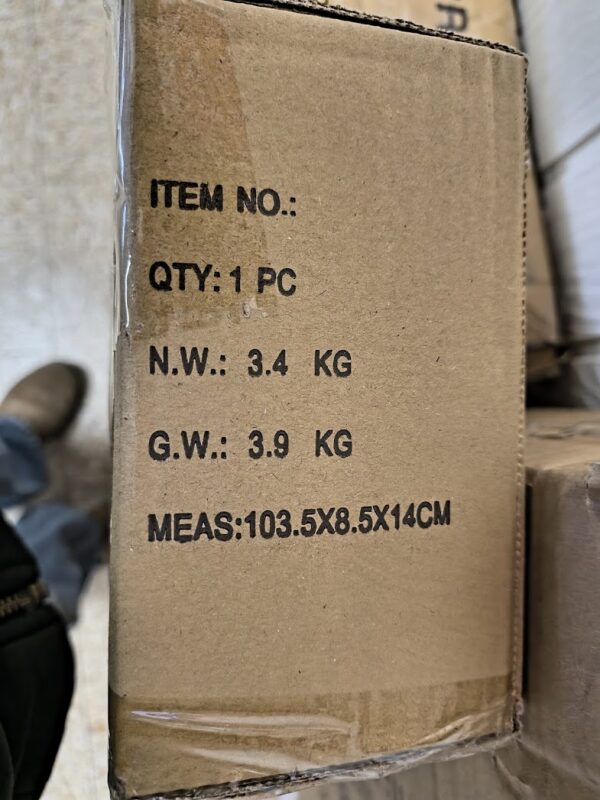 R
ITEM NO.:
QTY: 1 PC
N.W.: 3.4 KG
G.W.: 3.9 KG
MEAS:103.5X8.5X14CM